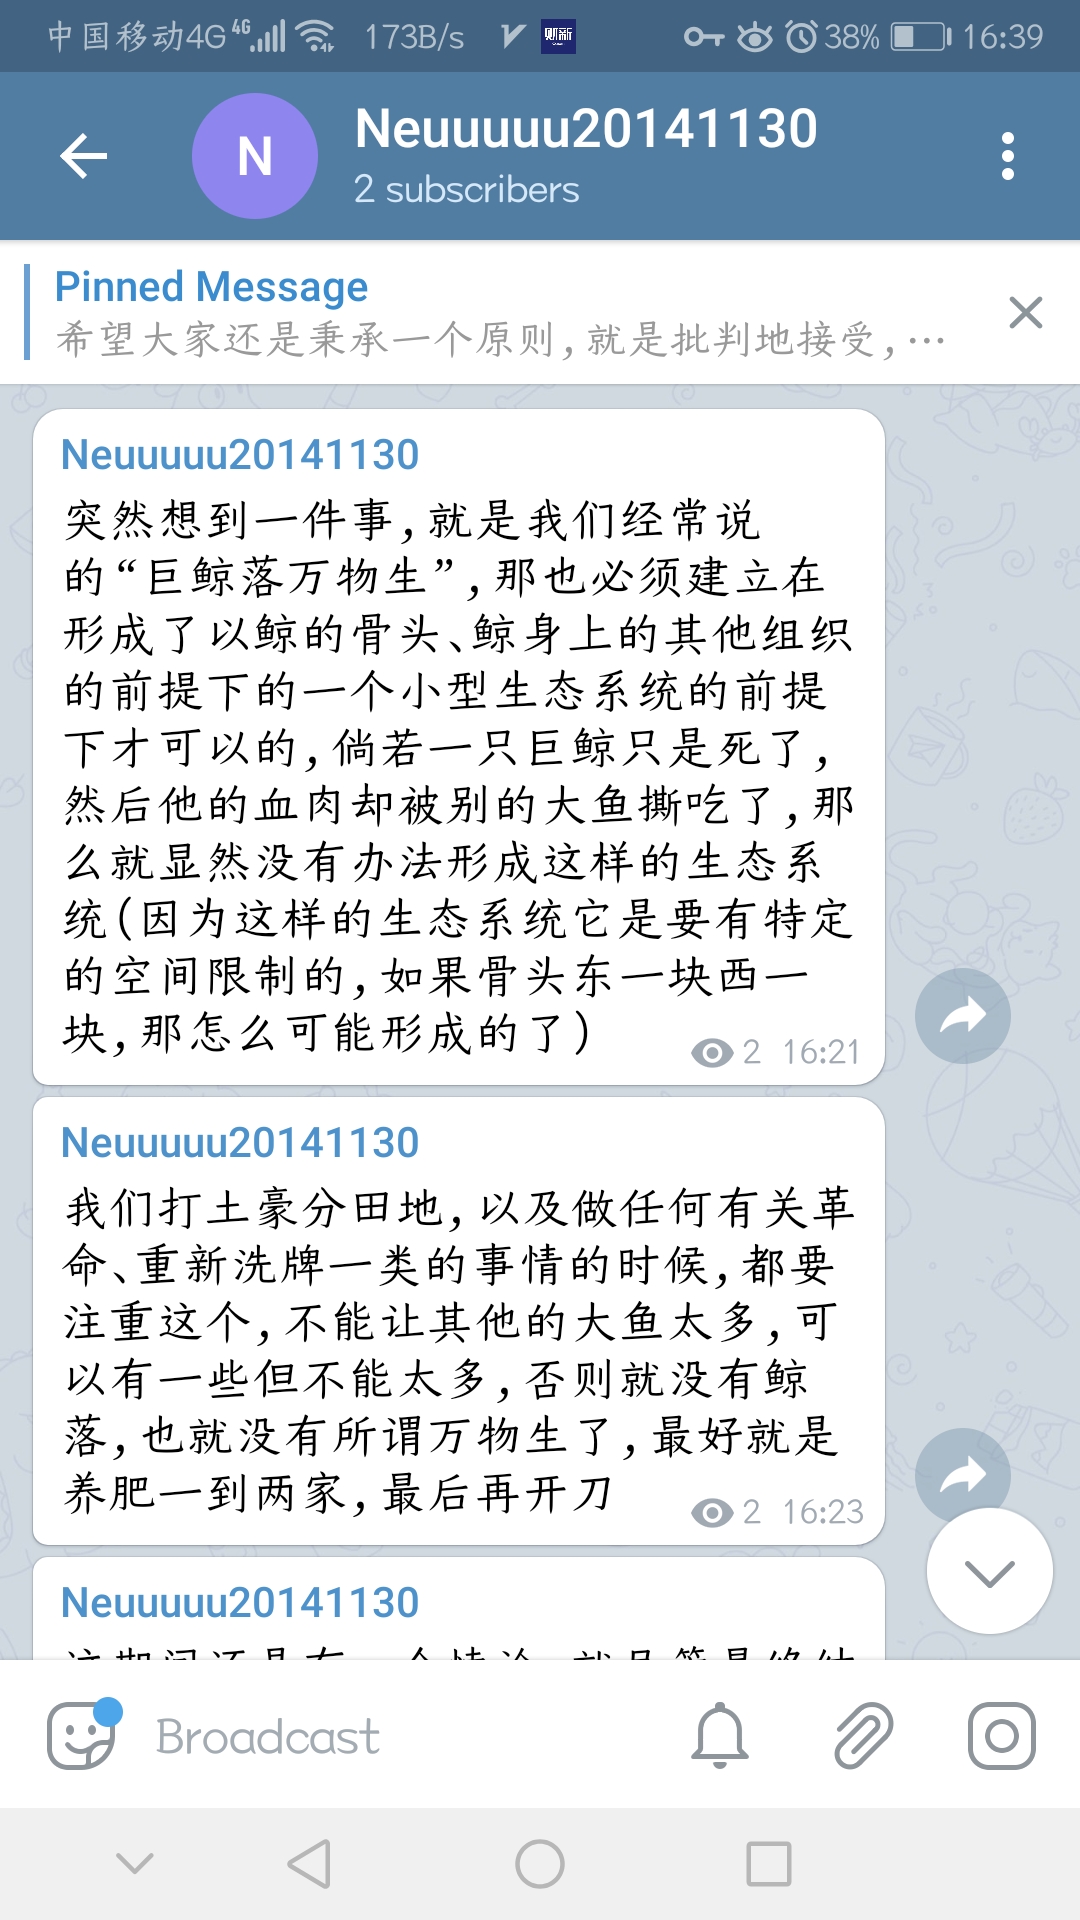 中国移动4G 4G 173B/s 财新 38% 16:39
N
Neuuuuu20141130
2 subscribers
Pinned Message
希望大家还是秉承一个原则,就是批判地接受,…
Neuuuuu20141130
突然想到一件事,就是我们经常说
的“巨鲸落万物生”,那也必须建立在
形成了以鲸的骨头、鲸身上的其他组织
的前提下的一个小型生态系统的前提
下才可以的,倘若一只巨鲸只是死了,
然后他的血肉却被别的大鱼撕吃了,那
么就显然没有办法形成这样的生态系
统(因为这样的生态系统它是要有特定
的空间限制的,如果骨头东一块西一
块,那怎么可能形成的了)
2 16:21
Neuuuuu20141130
我们打土豪分田地,以及做任何有关革
命、重新洗牌一类的事情的时候,都要
注重这个,不能让其他的大鱼太多,可
以有一些但不能太多,否则就没有鲸
落,也就没有所谓万物生了,最好就是
养肥一到两家,最后再开刀
2 16:23
Neuuuuu20141130
Broadcast